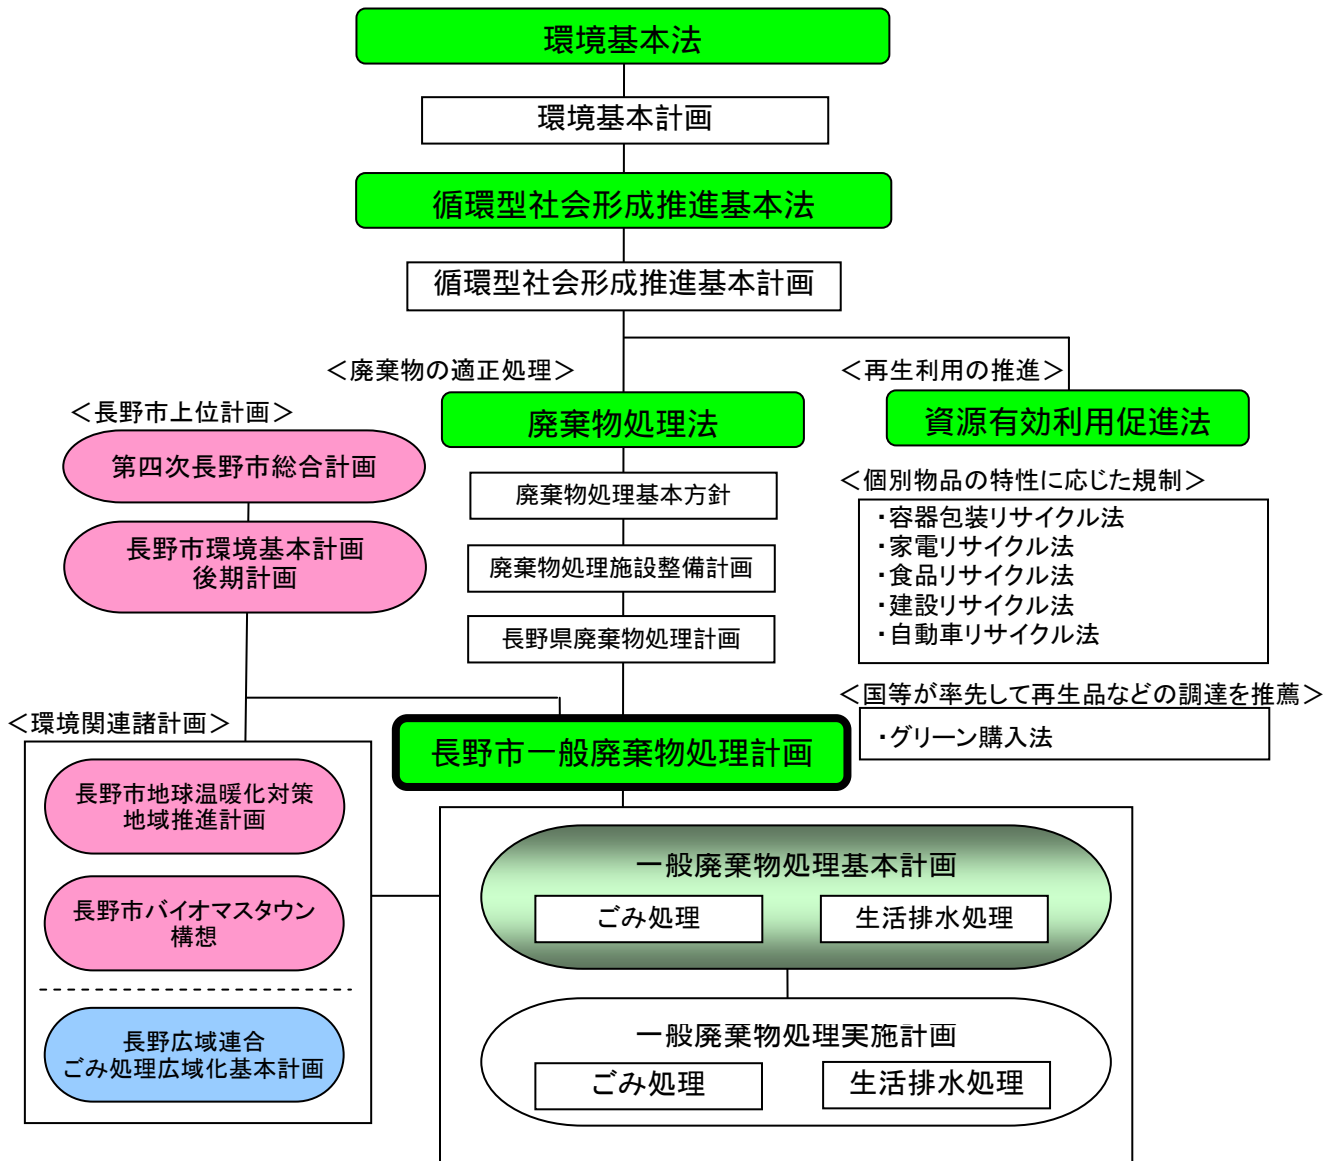 環境基本法
環境基本計画
循環型社会形成推進基本法
循環型社会形成推進基本計画
＜廃棄物の適正処理＞
＜再生利用の推進＞
＜長野市上位計画＞
廃棄物処理法
資源有効利用促進法
第四次長野市総合計画
長野市環境基本計画
後期計画
廃棄物処理基本方針
廃棄物処理施設整備計画
長野県廃棄物処理計画
＜個別物品の特性に応じた規制＞
・容器包装リサイクル法
・家電リサイクル法
・食品リサイクル法
・建設リサイクル法
・自動車リサイクル法
＜国等が率先して再生品などの調達を推薦＞
・グリーン購入法
＜環境関連諸計画＞
長野市一般廃棄物処理計画
長野市地球温暖化対策
地域推進計画
長野市バイオマスタウン
構想
長野広域連合
ごみ処理広域化基本計画
一般廃棄物処理基本計画
ごみ処理
生活排水処理
一般廃棄物処理実施計画
ごみ処理
生活排水処理